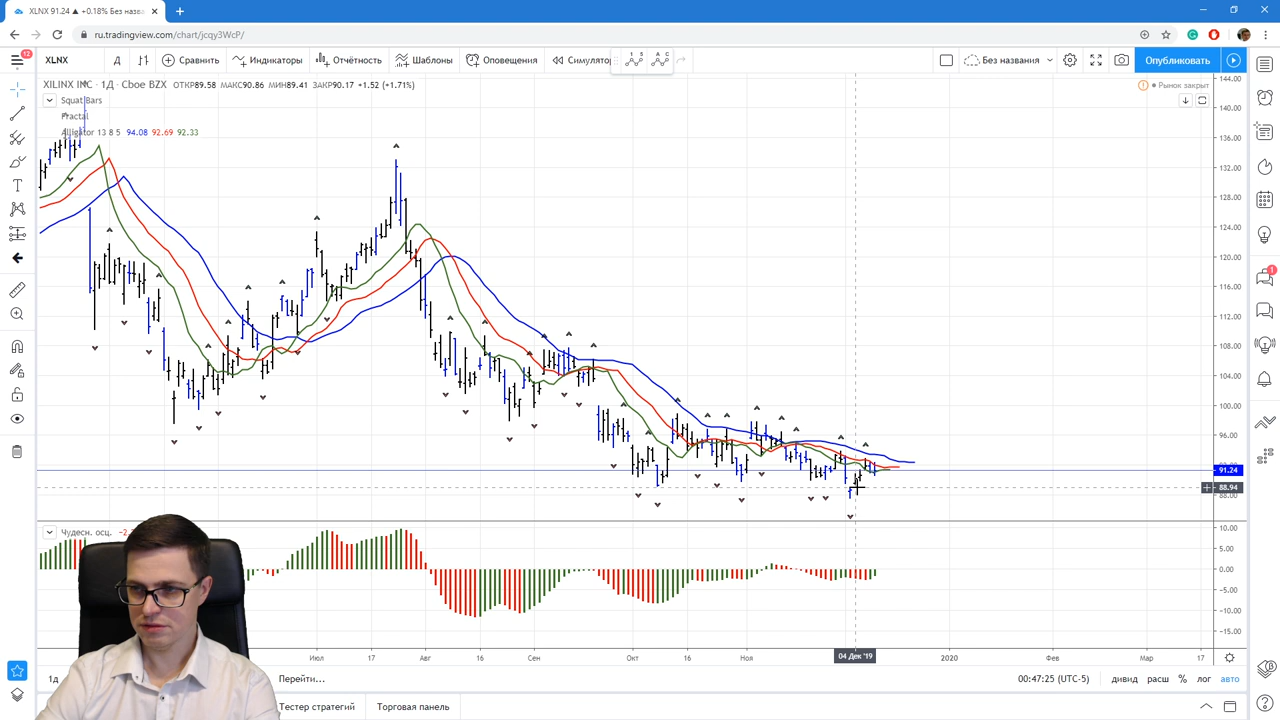 XLNX 91.24 ▲ +0.18% Без назва
ru.tradingview.com/chart/jcqy3WcP/
12
XLNX
Д
Сравнить
Индикаторы
Отчётность
Шаблоны
Оповещения
Симулятор
Без названия
Опубликовать
XILINX INC · 1Д · Cboe BZX ОТКР89.58 МАКС90.86 МИН89.41 ЗАКР90.17 +1.52 (+1.71%)
Рынок закрыт
Squat Bars
Fractal
Alligator 13 8 5 94.08 92.69 92.33
144.00
140.00
136.00
132.00
128.00
124.00
120.00
116.00
112.00
108.00
104.00
100.00
96.00
91.24
88.94
88.00
1
Чудесн. осц.
10.00
5.00
0.00
−5.00
−10.00
−15.00
Июл
17
Авг
16
Сен
Окт
16
Ноя
04 Дек '19
2020
Фев
Мар
17
1д
Перейти...
00:47:25 (UTC-5)
дивид
расш
%
лог
авто
Тестер стратегий
Торговая панель